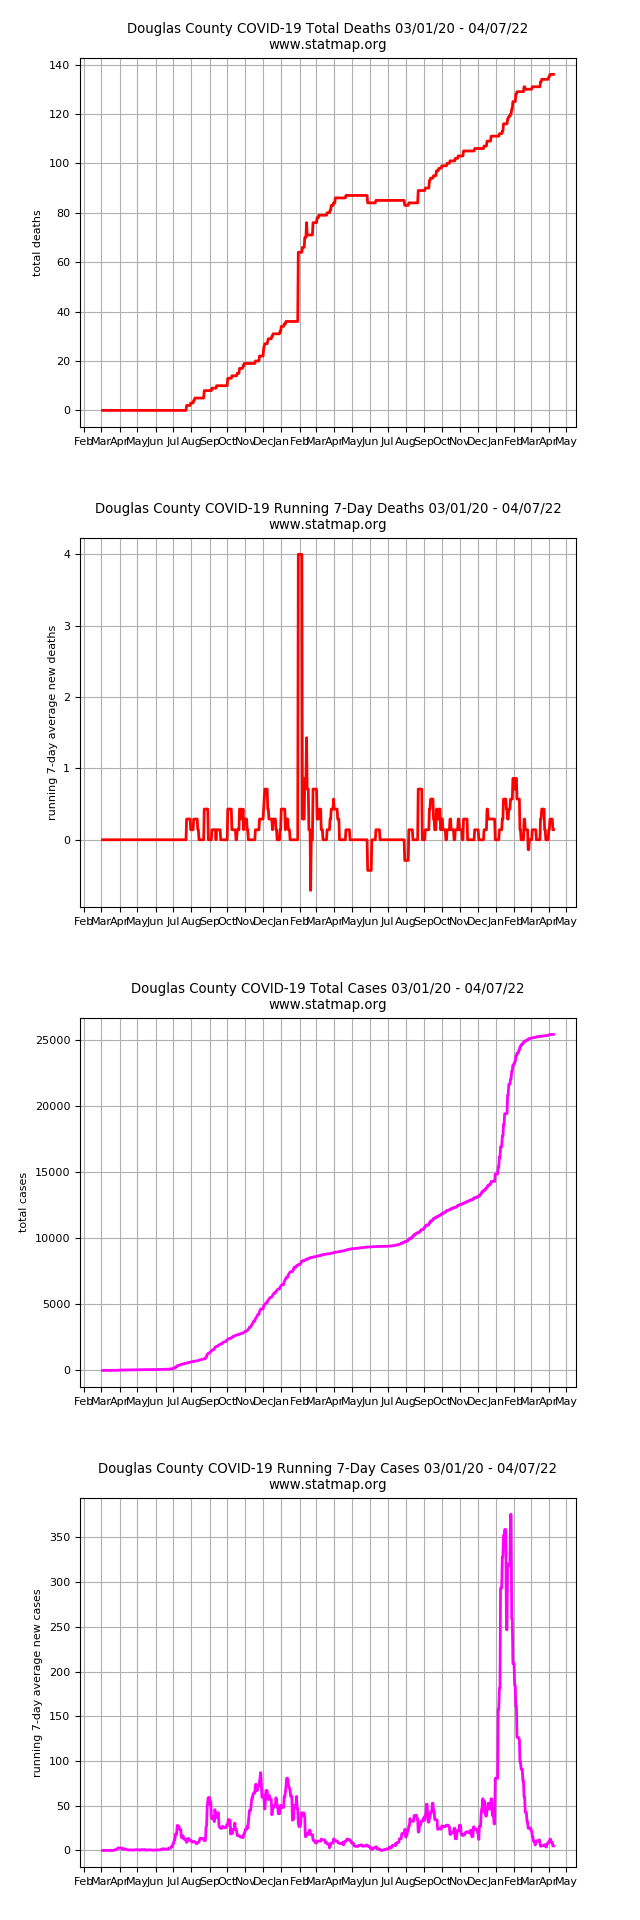 Douglas County COVID-19 Total Deaths 03/01/20 - 04/07/22
www.statmap.org
140
120
100
80
60
40
20
0
total deaths
Feb Mar Apr May Jun Jul Aug Sep Oct Nov Dec Jan Feb Mar Apr May Jun Jul Aug Sep Oct Nov Dec Jan Feb Mar Apr May
Douglas County COVID-19 Running 7-Day Deaths 03/01/20 - 04/07/22
www.statmap.org
4
3
2
1
0
running 7-day average new deaths
Feb Mar Apr May Jun Jul Aug Sep Oct Nov Dec Jan Feb Mar Apr May Jun Jul Aug Sep Oct Nov Dec Jan Feb Mar Apr May
Douglas County COVID-19 Total Cases 03/01/20 - 04/07/22
www.statmap.org
25000
20000
15000
10000
5000
0
total cases
Feb Mar Apr May Jun Jul Aug Sep Oct Nov Dec Jan Feb Mar Apr May Jun Jul Aug Sep Oct Nov Dec Jan Feb Mar Apr May
Douglas County COVID-19 Running 7-Day Cases 03/01/20 - 04/07/22
www.statmap.org
350
300
250
200
150
100
50
0
running 7-day average new cases
Feb Mar Apr May Jun Jul Aug Sep Oct Nov Dec Jan Feb Mar Apr May Jun Jul Aug Sep Oct Nov Dec Jan Feb Mar Apr May